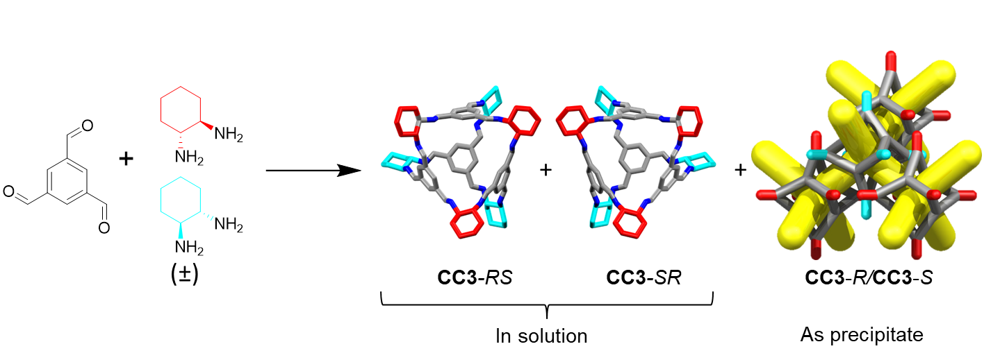 O
O
O
+
NH2
NH2
NH2
NH2
(±)
+
+
CC3-RS
CC3-SR
CC3-R/CC3-S
In solution
As precipitate